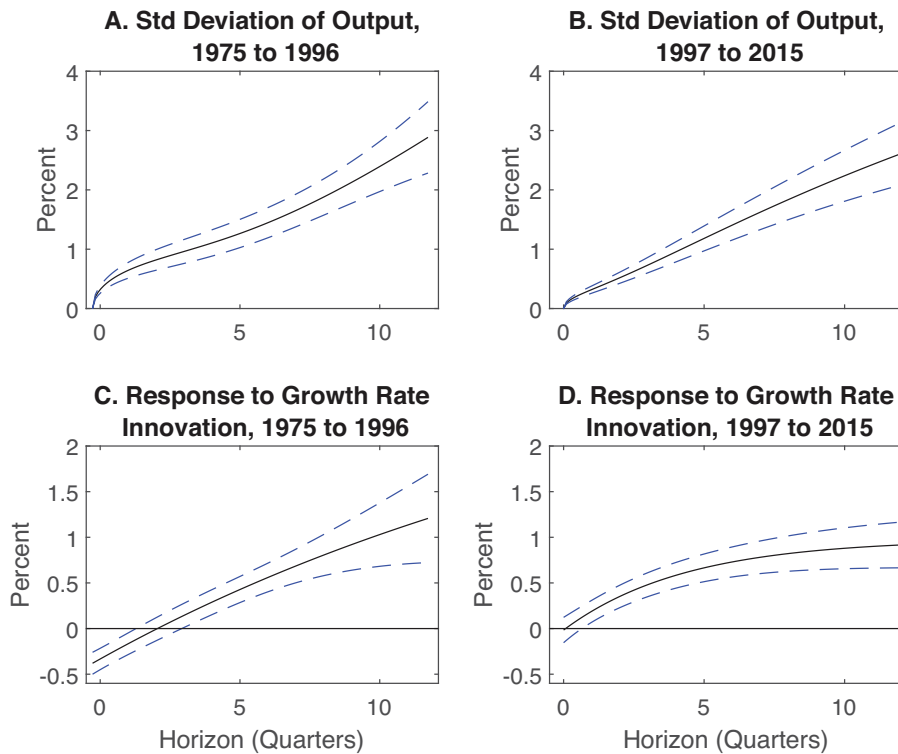 A. Std Deviation of Output,
1975 to 1996
4
3
2
1
0
Percent
0 5 10
B. Std Deviation of Output,
1997 to 2015
4
3
2
1
0
Percent
0 5 10
C. Response to Growth Rate
Innovation, 1975 to 1996
2
1.5
1
0.5
0
-0.5
Percent
0 5 10
Horizon (Quarters)
D. Response to Growth Rate
Innovation, 1997 to 2015
2
1.5
1
0.5
0
-0.5
Percent
0 5 10
Horizon (Quarters)